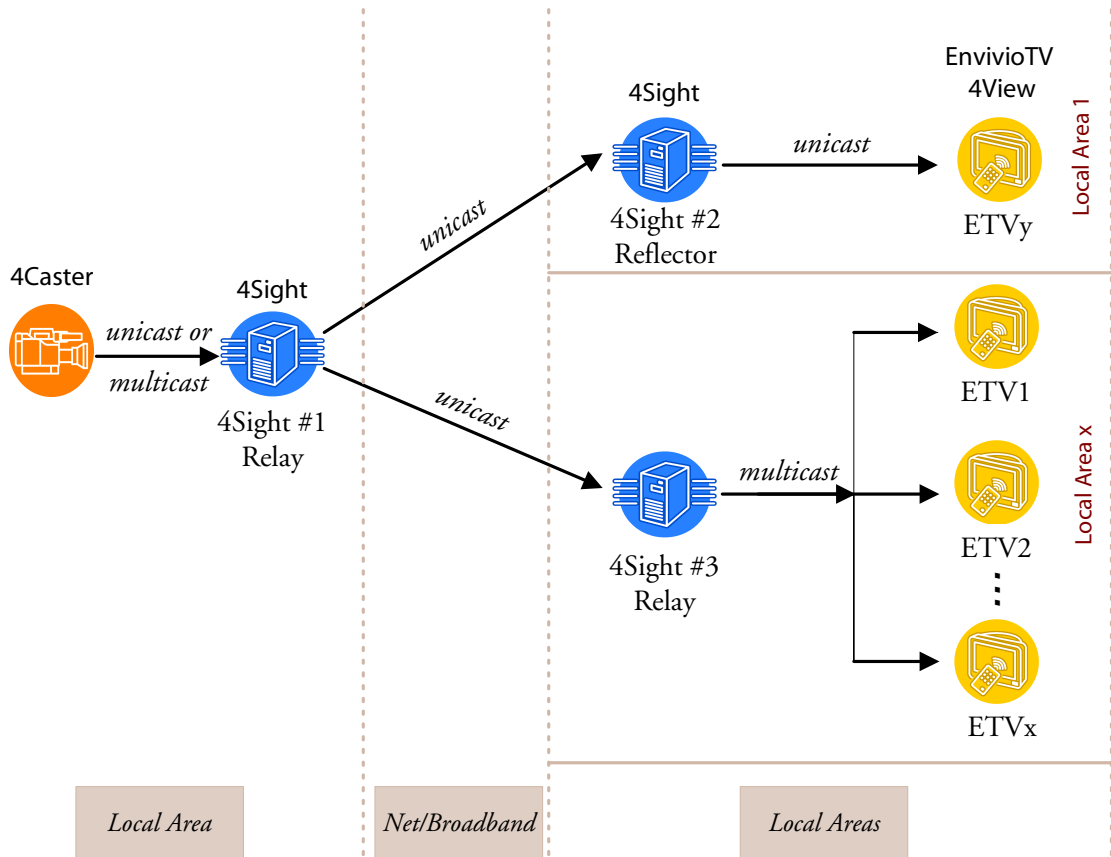 EnvivioTV
4View
4Sight
Local Area 1
unicast
unicast
4Sight #2
Reflector
ETVy
4Caster
4Sight
unicast or
multicast
4Sight #1
Relay
unicast
ETV1
Local Area x
multicast
ETV2
4Sight #3
Relay
ETVx
Local Area
Net/Broadband
Local Areas